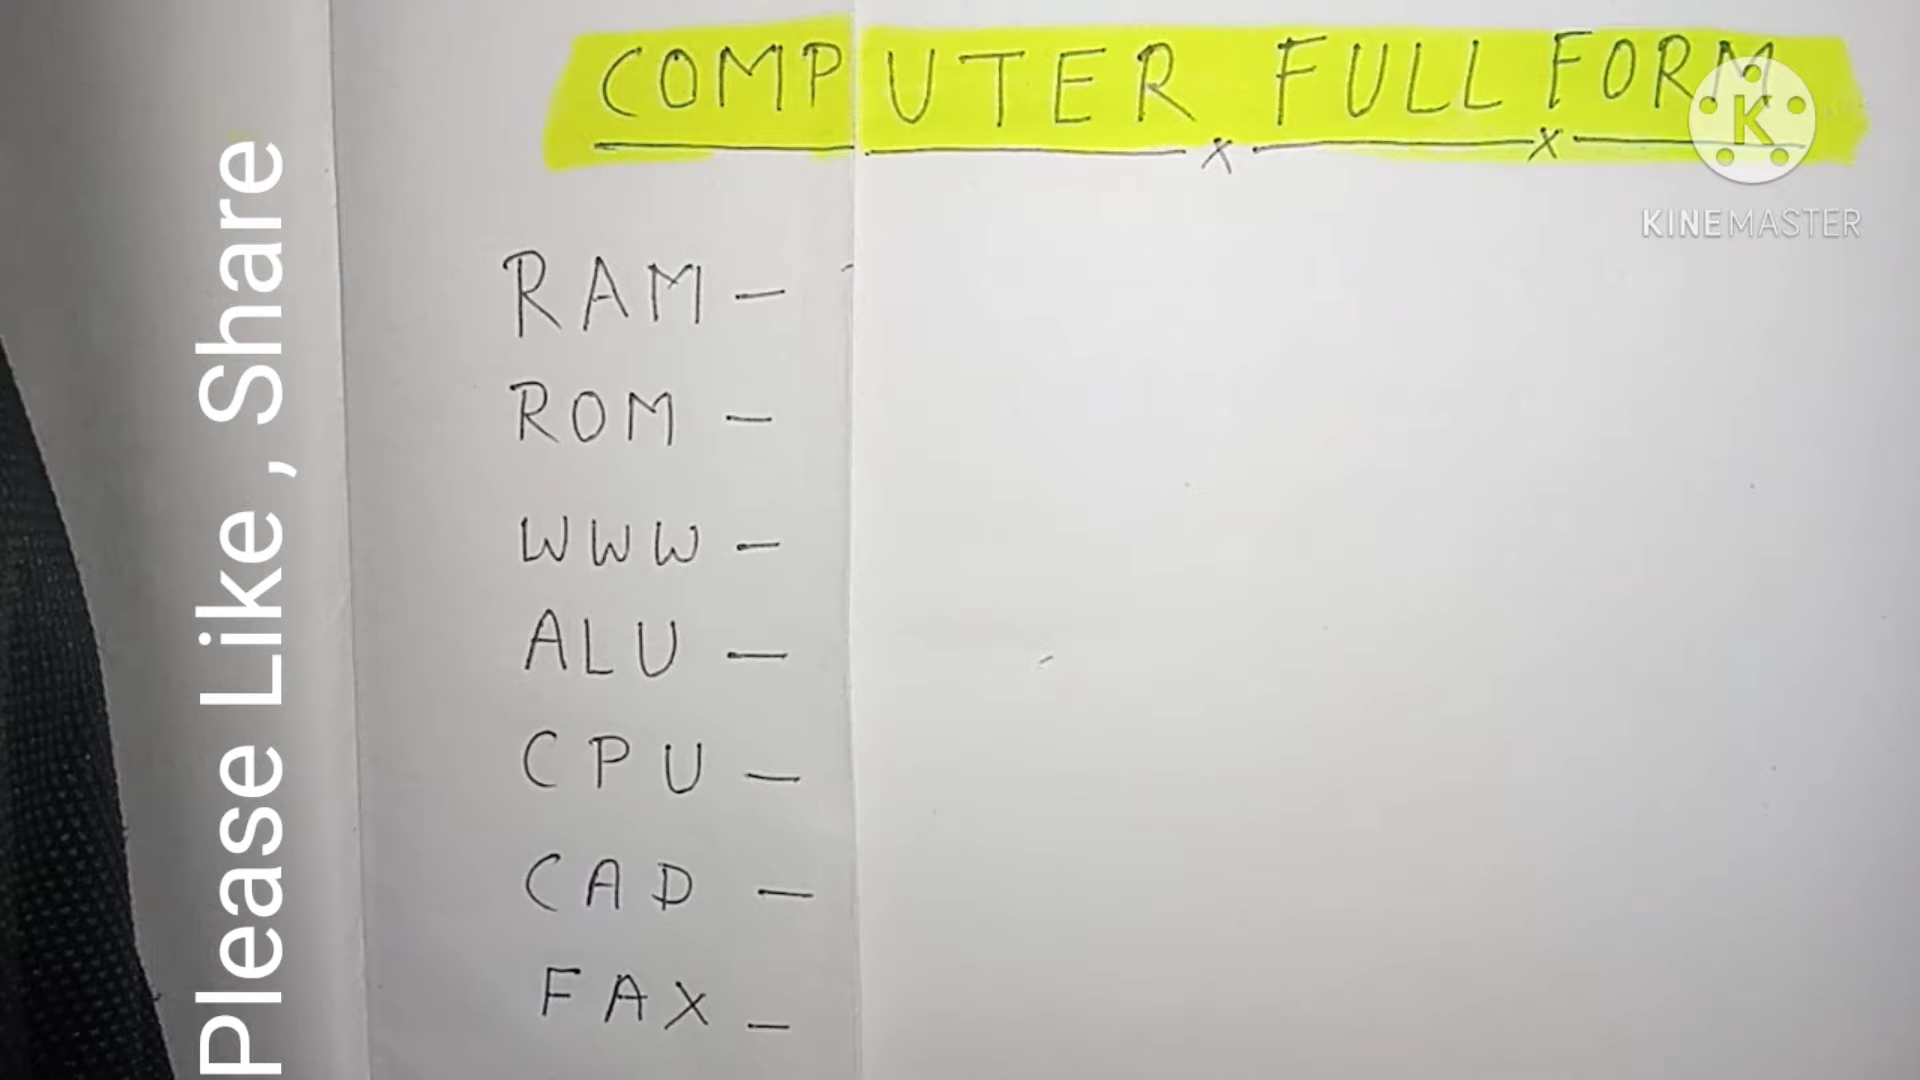 COMPUTER FULL FORM
K
KINEMASTER
RAM -
ROM -
WWW -
ALU -
CPU -
CAD -
FAX -
Please Like , Share